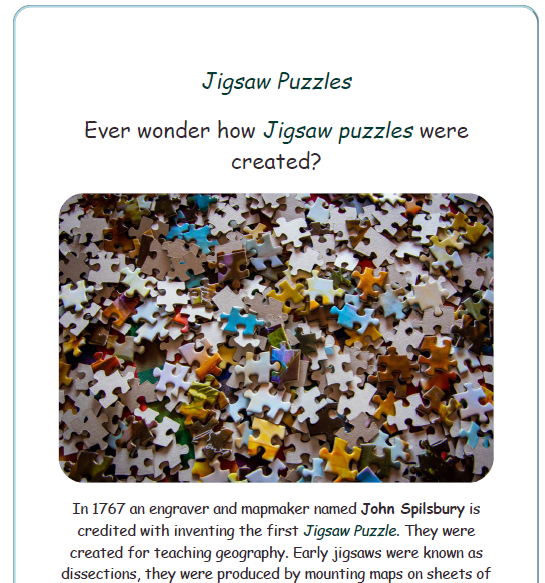 Jigsaw Puzzles
Ever wonder how Jigsaw puzzles were
created?
In 1767 an engraver and mapmaker named John Spilsbury is
credited with inventing the first Jigsaw Puzzle. They were
created for teaching geography. Early jigsaws were known as
dissections, they were produced by mounting maps on sheets of